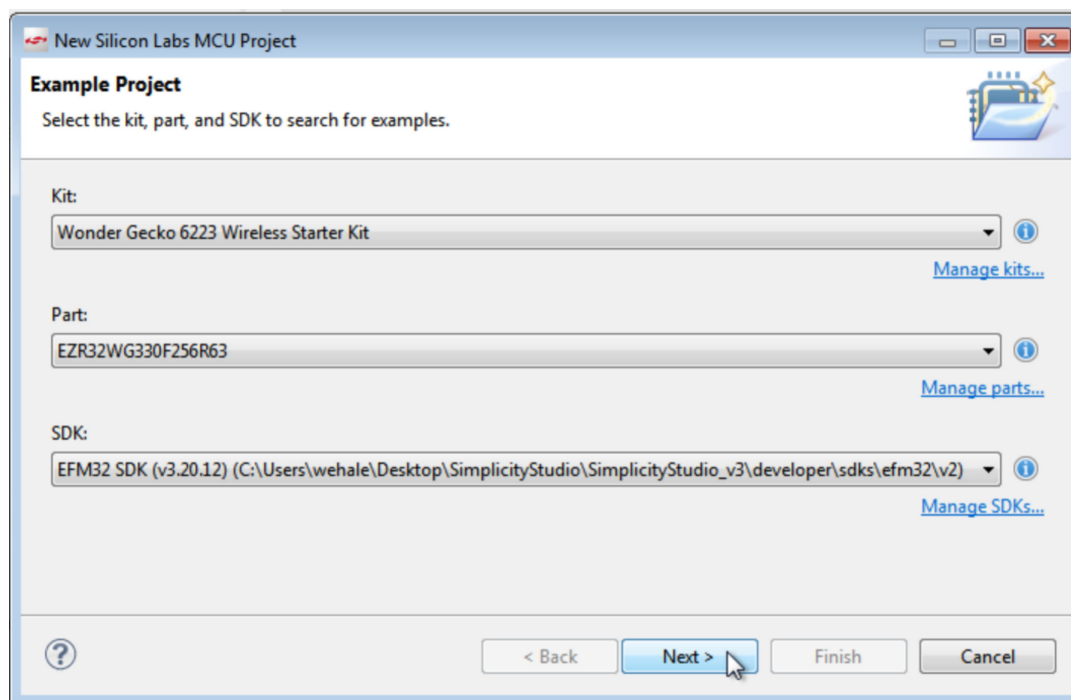 New Silicon Labs MCU Project
Example Project
Select the kit, part, and SDK to search for examples.
Kit:
Wonder Gecko 6223 Wireless Starter Kit
Manage kits...
Part:
EZR32WG330F256R63
Manage parts...
SDK:
EFM32 SDK (v3.20.12) (C:\Users\wehale\Desktop\SimplicityStudio\SimplicityStudio_v3\developer\sdks\efm32\v2)
Manage SDKs...
? < Back Next > Finish Cancel